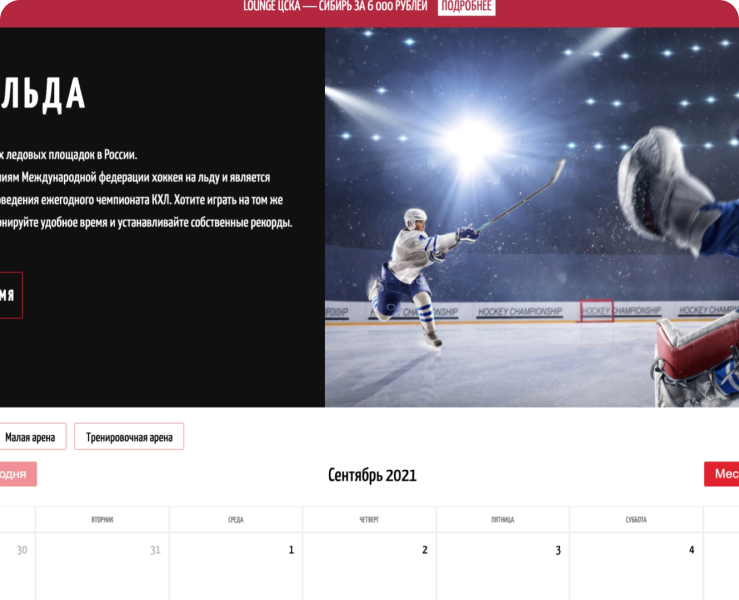 LOUNGE ЦСКА — СИБИРЬ ЗА 6 000 РУБЛЕЙ ПОДРОБНЕЕ
ЛЬДА
х ледовых площадок в России.
ниям Международной федерации хоккея на льду и является
оведения ежегодного чемпионата КХЛ. Хотите играть на том же
онируйте удобное время и устанавливайте собственные рекорды.
МЯ
HOCKEY CHAMPIONSHIP HOCKEY CHAMPIONSHIP HOCKEY CHAMPIONSHIP
Малая арена Тренировочная арена
одня Сентябрь 2021 Мес
ВТОРНИК СРЕДА ЧЕТВЕРГ ПЯТНИЦА СУББОТА
30 31 1 2 3 4